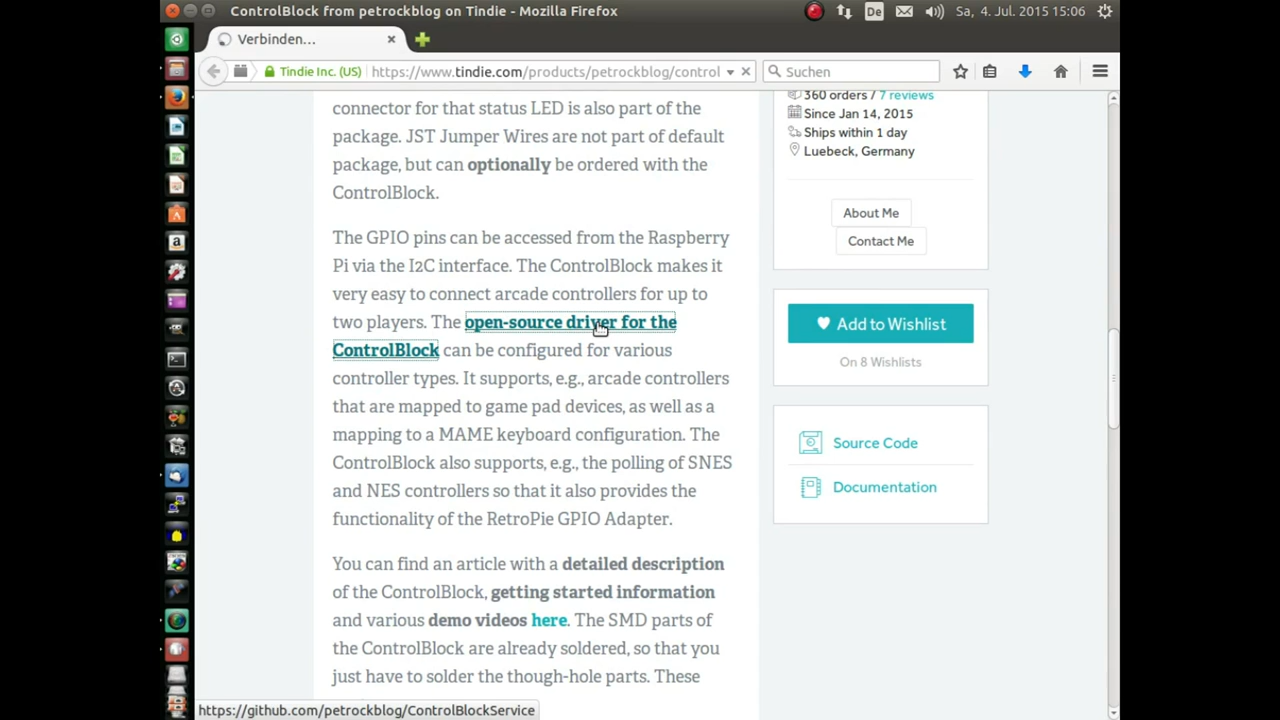 ControlBlock from petrockblog on Tindie - Mozilla Firefox
De
Sa, 4. Jul. 2015 15:06
Verbinden...
Tindie Inc. (US)
https://www.tindie.com/products/petrockblog/control
Suchen
connector for that status LED is also part of the
package. JST Jumper Wires are not part of default
package, but can optionally be ordered with the
ControlBlock.
The GPIO pins can be accessed from the Raspberry
Pi via the I2C interface. The ControlBlock makes it
very easy to connect arcade controllers for up to
two players. The open-source driver for the
ControlBlock can be configured for various
controller types. It supports, e.g., arcade controllers
that are mapped to game pad devices, as well as a
mapping to a MAME keyboard configuration. The
ControlBlock also supports, e.g., the polling of SNES
and NES controllers so that it also provides the
functionality of the RetroPie GPIO Adapter.
You can find an article with a detailed description
of the ControlBlock, getting started information
and various demo videos here. The SMD parts of
the ControlBlock are already soldered, so that you
just have to solder the though-hole parts. These
360 orders / 7 reviews
Since Jan 14, 2015
Ships within 1 day
Luebeck, Germany
About Me
Contact Me
Add to Wishlist
On 8 Wishlists
Source Code
Documentation
https://github.com/petrockblog/ControlBlockService